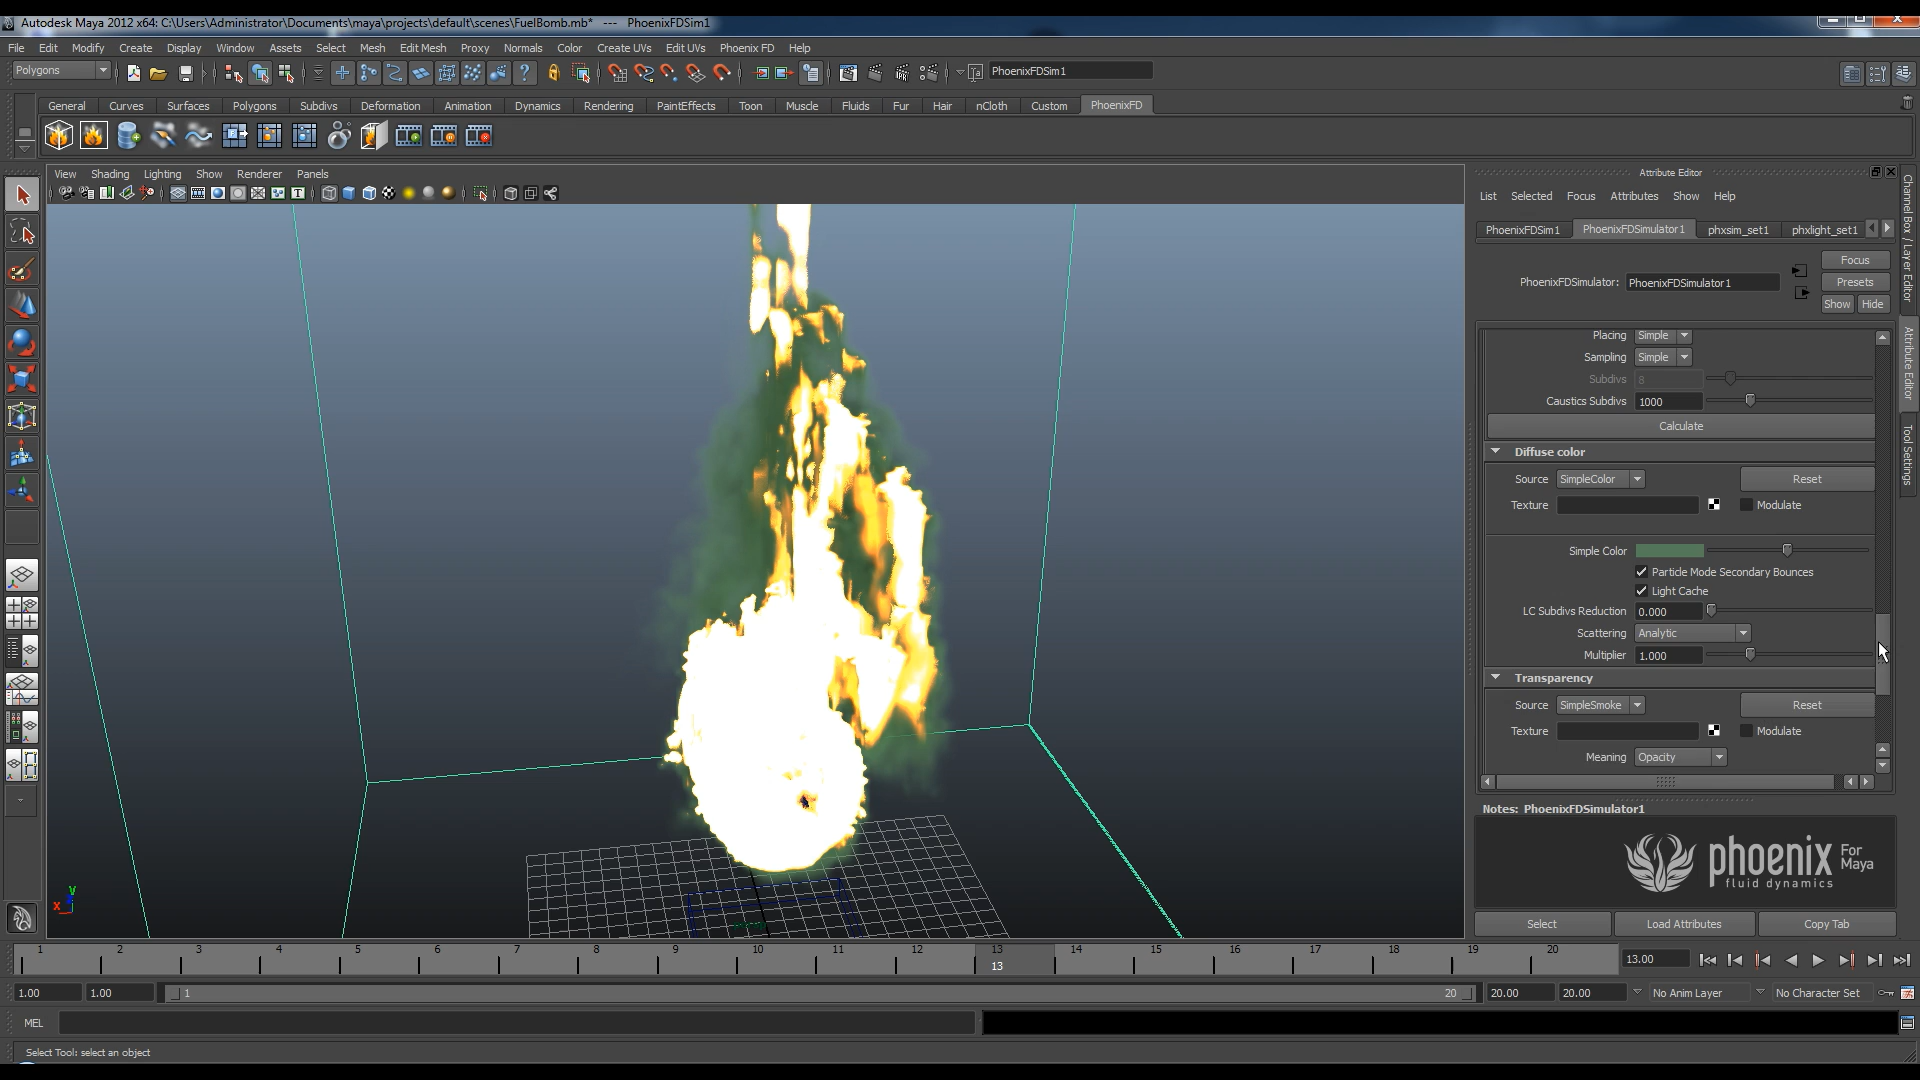 Autodesk Maya 2012 x64: C:\Users\Administrator\Documents\maya\projects\default\scenes\FuelBomb.mb* --- PhoenixFDSim1
File Edit Modify Create Display Window Assets Select Mesh Edit Mesh Proxy Normals Color Create UVs Edit UVs Phoenix FD Help
Polygons PhoenixFDSim1
General Curves Surfaces Polygons Subdivs Deformation Animation Dynamics Rendering PaintEffects Toon Muscle Fluids Fur Hair nCloth Custom PhoenixFD
View Shading Lighting Show Renderer Panels
Attribute Editor
List Selected Focus Attributes Show Help
PhoenixFDSim1 PhoenixFDSimulator1 phxsim_set1 phxlight_set1
Focus
PhoenixFDSimulator: PhoenixFDSimulator1 Presets
Show Hide
Placing Simple
Sampling Simple
Subdivs 8
Caustics Subdivs 1000
Calculate
Diffuse color
Source SimpleColor Reset
Texture Modulate
Simple Color
Particle Mode Secondary Bounces
Light Cache
LC Subdivs Reduction 0.000
Scattering Analytic
Multiplier 1.000
Transparency
Source SimpleSmoke Reset
Texture Modulate
Meaning Opacity
Notes: PhoenixFDSimulator1
phoenix For Maya
fluid dynamics
Select Load Attributes Copy Tab
Channel Box / Layer Editor
Attribute Editor
Tool Settings
y
x
1 2 3 4 5 6 7 8 9 10 11 12 13 14 15 16 17 18 19 20
13 13.00
1.00 1.00 1 20 20.00 20.00 No Anim Layer No Character Set
MEL
Select Tool: select an object